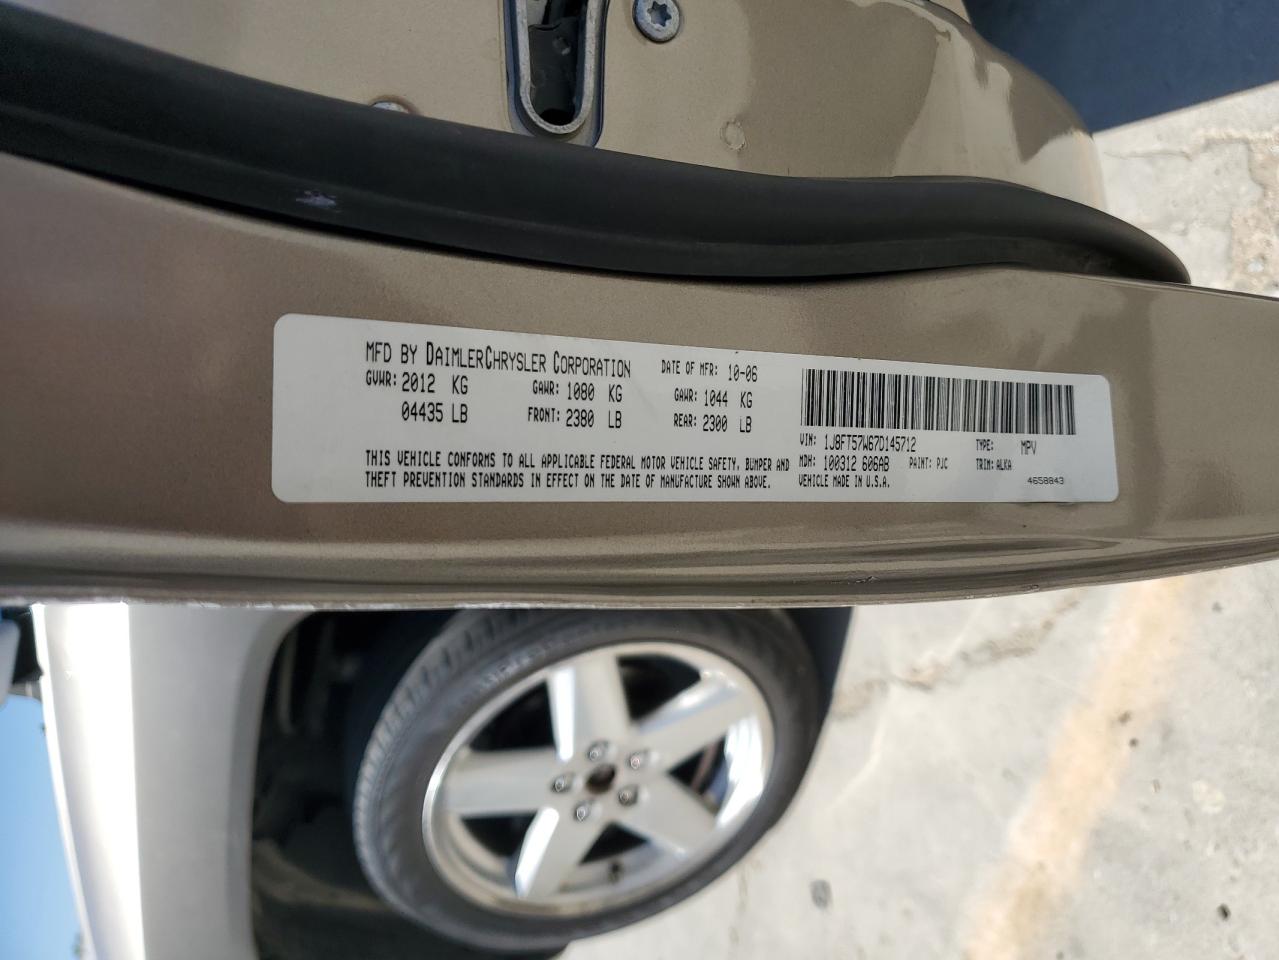 MFD BY DAIMLERCHRYSLER CORPORATION DATE OF MFR: 10-06
GVWR: 2012 KG GAWR: 1080 KG GAWR: 1044 KG
04435 LB FRONT: 2380 LB REAR: 2300 LB
THIS VEHICLE CONFORMS TO ALL APPLICABLE FEDERAL MOTOR VEHICLE SAFETY, BUMPER AND
THEFT PREVENTION STANDARDS IN EFFECT ON THE DATE OF MANUFACTURE SHOWN ABOVE.
VIN: 1J8FT57W67D145712 TYPE: MPV
MDH: 100312 606AB PAINT: PJC TRIM: ALKA
VEHICLE MADE IN U.S.A. 4658843